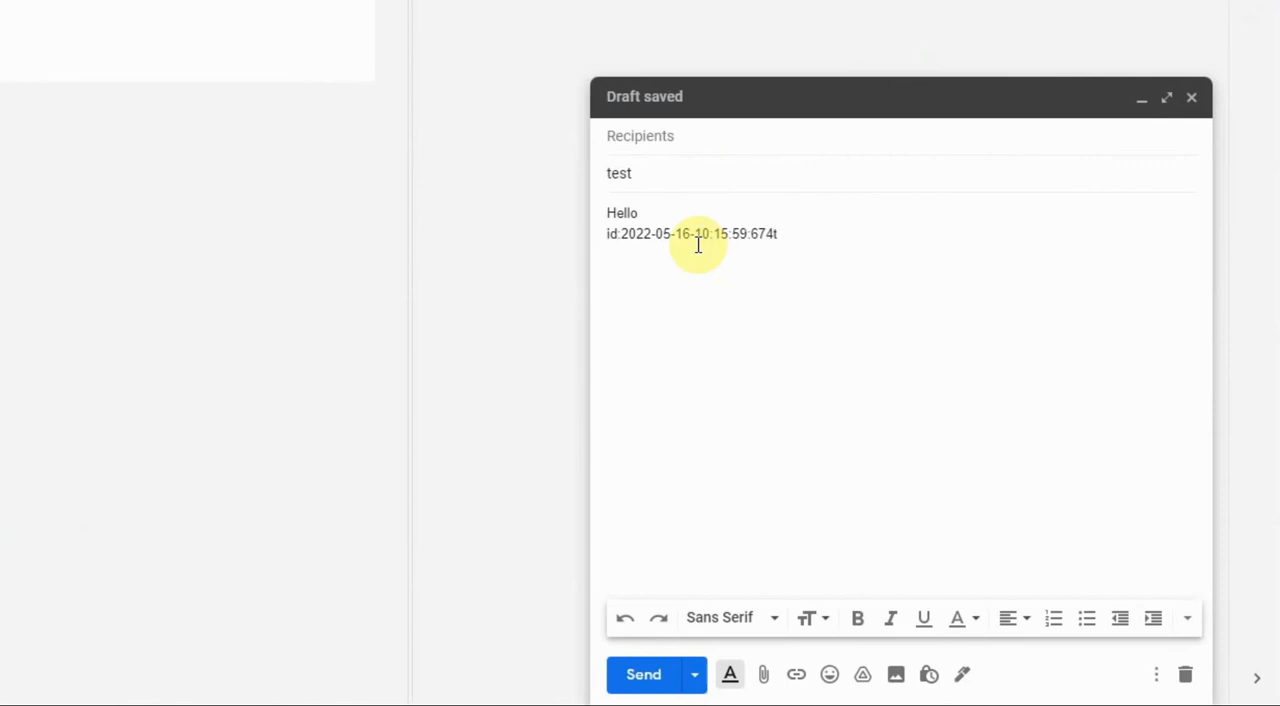 Draft saved
Recipients
test
Hello
id:2022-05-16-10:15:59:674t
Sans Serif
Send